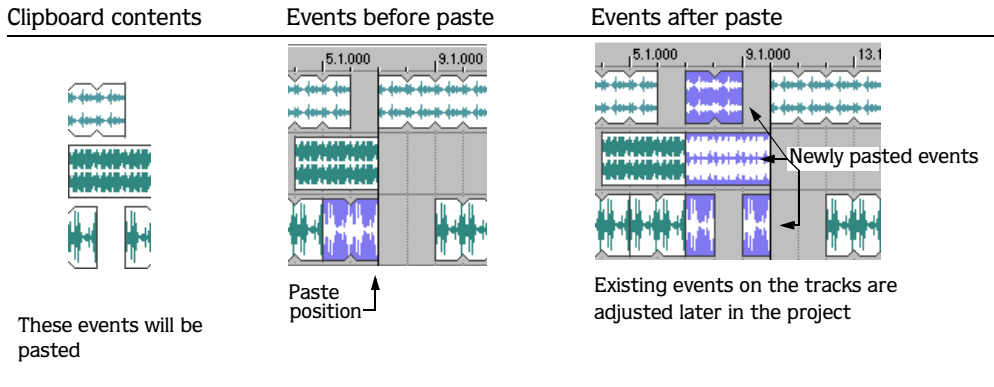 Clipboard contents
Events before paste
Events after paste
5.1.000 9.1.000
5.1.000 9.1.000 13.1
Newly pasted events
Paste
position
Existing events on the tracks are
adjusted later in the project
These events will be
pasted